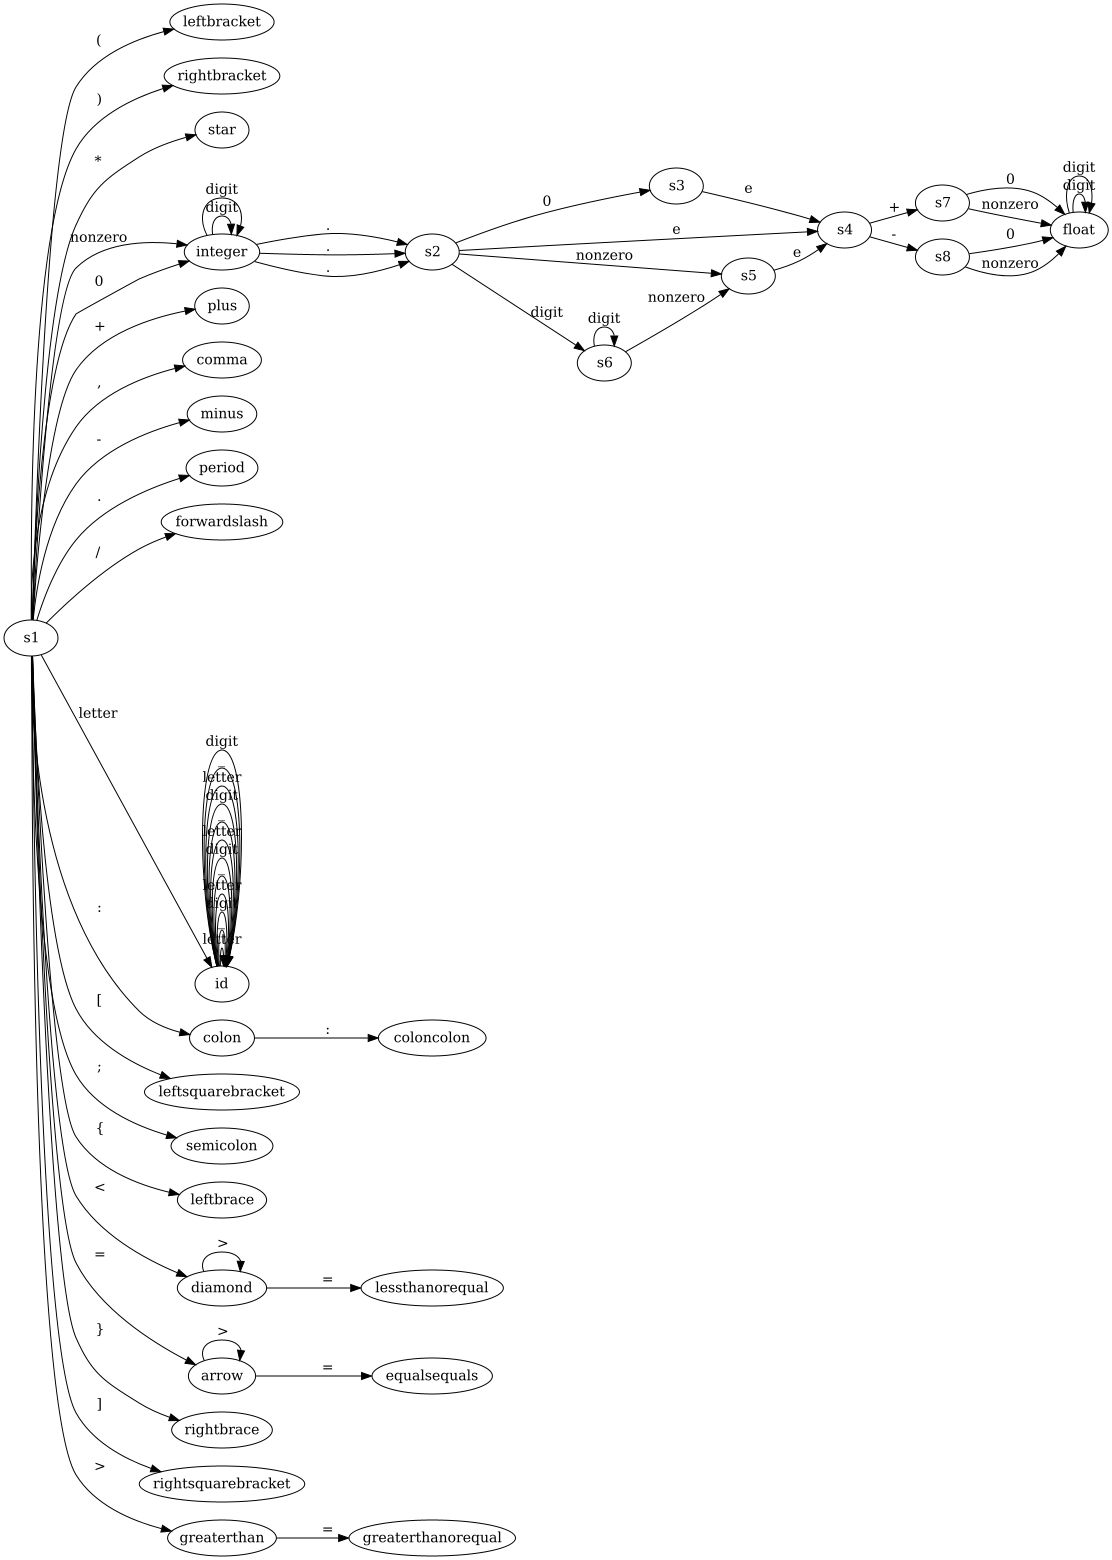 (
leftbracket
)
rightbracket
*
star
digit
digit
nonzero
0
integer
.
.
.
s2
0
e
nonzero
digit
s3
e
s4
e
s5
nonzero
digit
s6
+
-
s7
s8
0
nonzero
0
nonzero
digit
digit
float
+
plus
,
comma
-
minus
.
period
/
forwardslash
s1
letter
digit
_
letter
digit
_
letter
digit
_
letter
digit
_
letter
id
:
colon
:
coloncolon
[
leftsquarebracket
;
semicolon
{
leftbrace
<
>
diamond
=
lessthanorequal
=
>
arrow
=
equalsequals
}
rightbrace
]
rightsquarebracket
>
greaterthan
=
greaterthanorequal